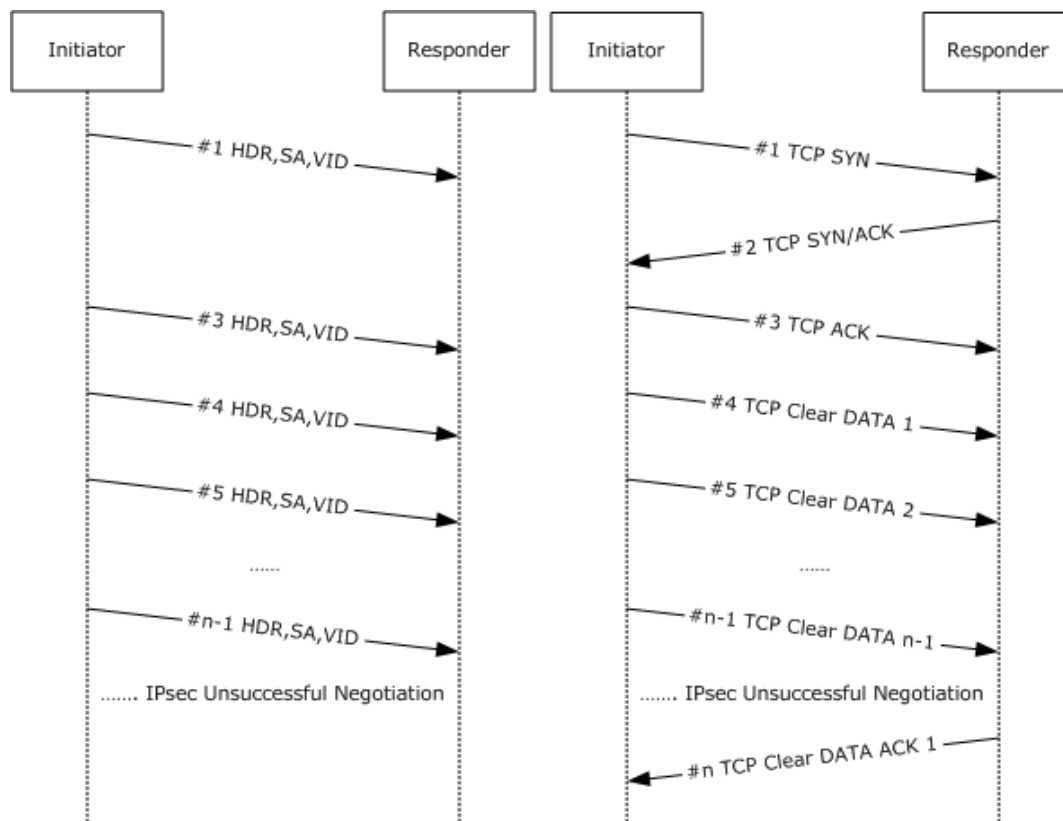 Initiator
Responder
Initiator
Responder
#1 HDR,SA,VID
#1 TCP SYN
#2 TCP SYN/ACK
#3 HDR,SA,VID
#3 TCP ACK
#4 HDR,SA,VID
#4 TCP Clear DATA 1
#5 HDR,SA,VID
#5 TCP Clear DATA 2
......
......
#n-1 HDR,SA,VID
#n-1 TCP Clear DATA n-1
....... IPsec Unsuccessful Negotiation
....... IPsec Unsuccessful Negotiation
#n TCP Clear DATA ACK 1